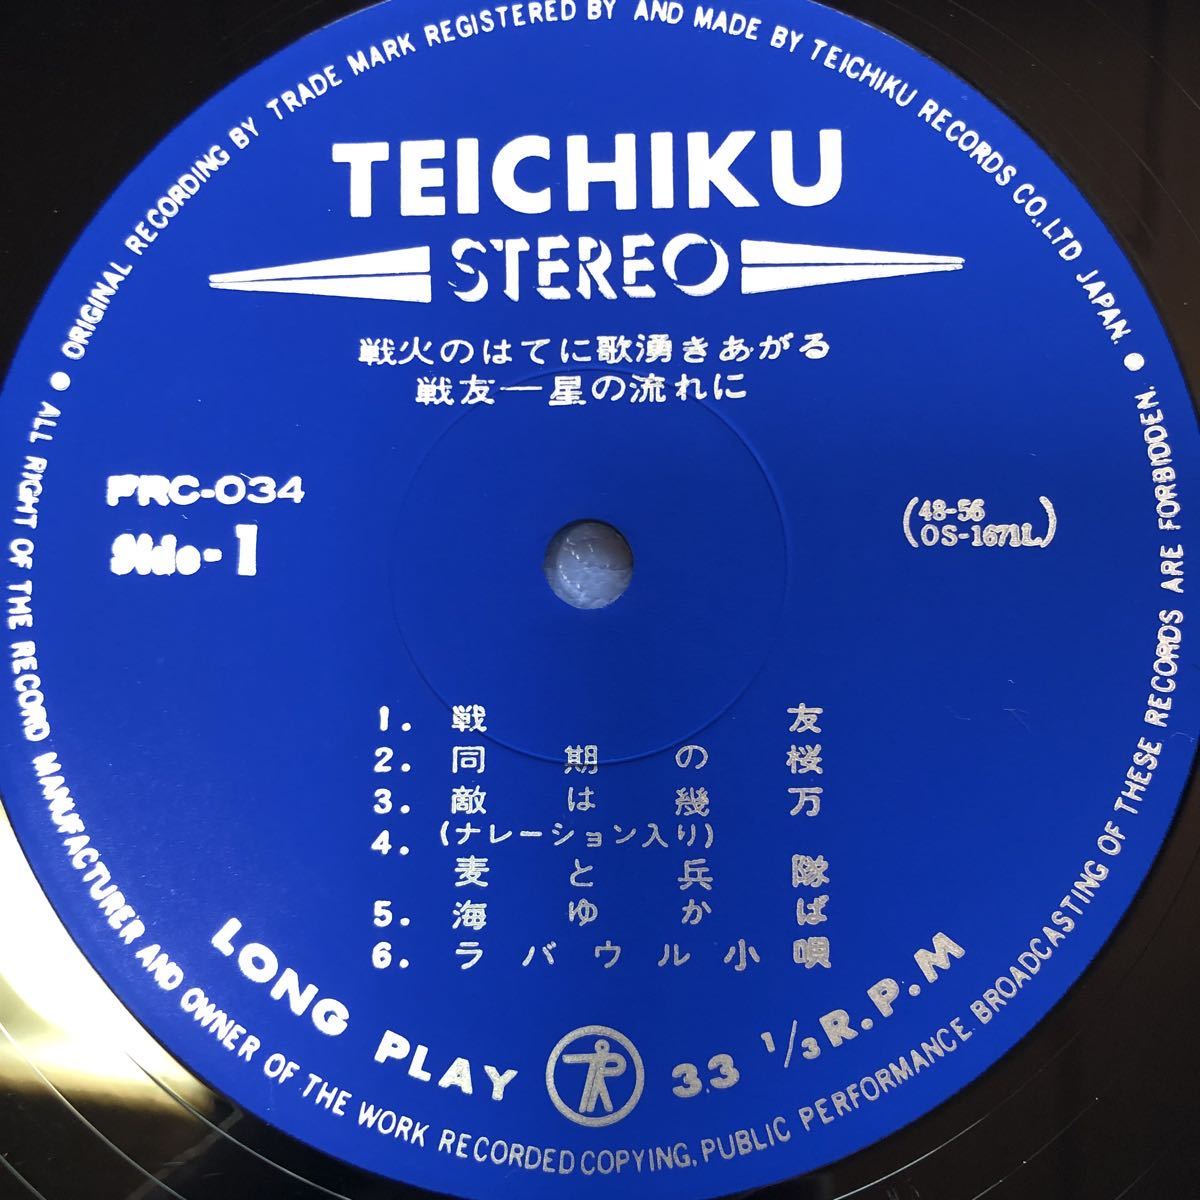 ORIGINAL RECORDING BY TRADE MARK REGISTERED BY AND MADE BY TEICHIKU RECORDS CO.,LTD JAPAN.
TEICHIKU
STEREO
戦火のはてに歌湧きあがる
戦友―星の流れに
PRC-034
Side-1
(48-56
OS-1671L)
1. 戦友
2. 同期の桜
3. 敵は幾万
4. (ナレーション入り)
麦と兵隊
5. 海ゆかば
6. ラバウル小唄
LONG PLAY 33 1/3 R.P.M
ALL RIGHT OF THE RECORD MANUFACTURER AND OWNER OF THE WORK RECORDED COPYING, PUBLIC PERFORMANCE BROADCASTING OF THESE RECORDS ARE FORBIDDEN.